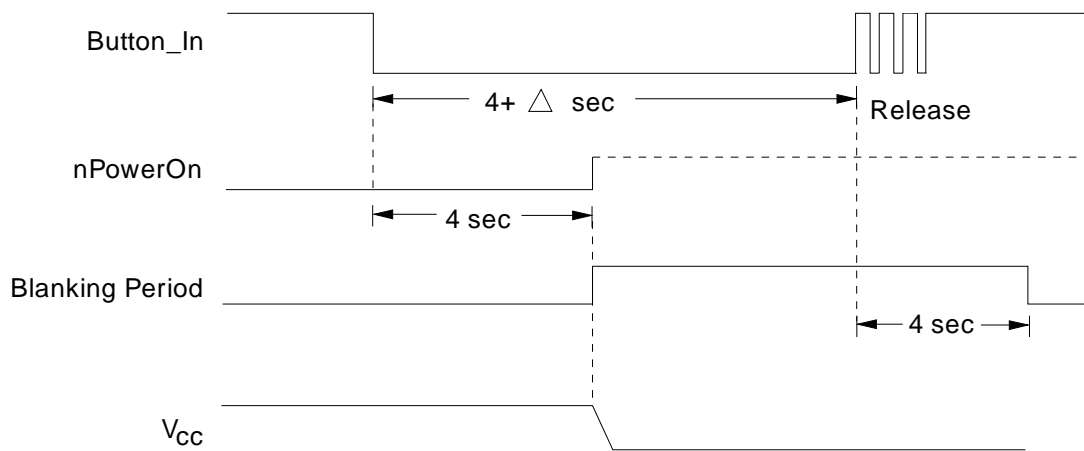 Button_In
4+ △ sec
Release
nPowerOn
4 sec
Blanking Period
4 sec
Vcc